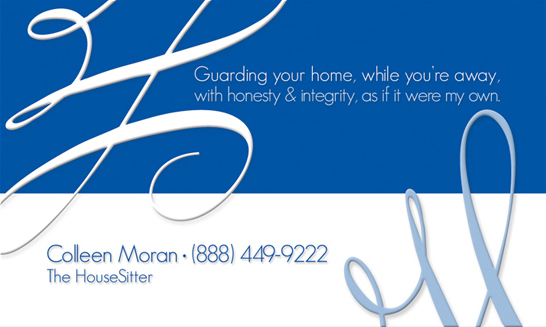 Guarding your home, while you're away,
with honesty & integrity, as if it were my own.
Colleen Moran • (888) 449-9222
The HouseSitter